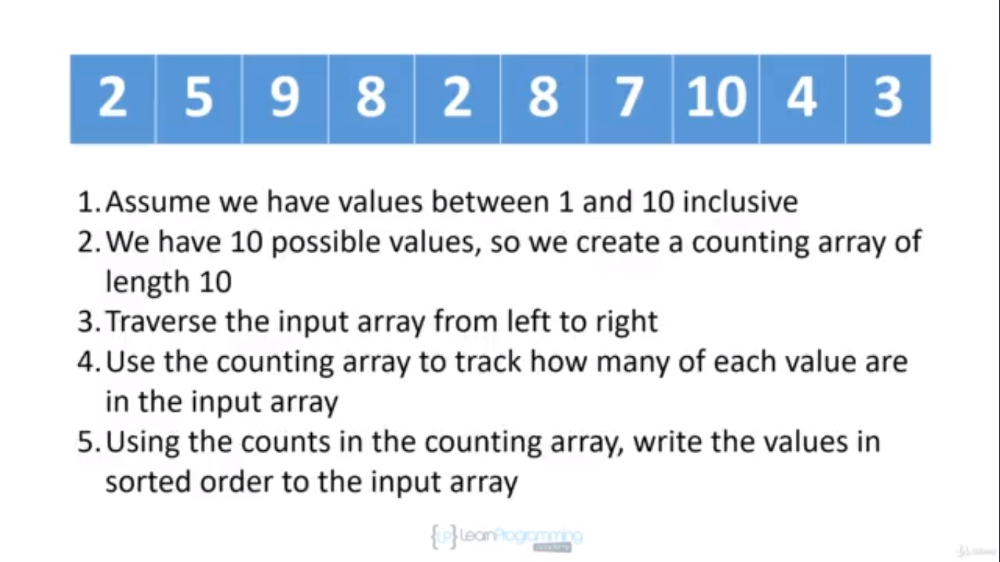 2 5 9 8 2 8 7 10 4 3
1. Assume we have values between 1 and 10 inclusive
2. We have 10 possible values, so we create a counting array of
length 10
3. Traverse the input array from left to right
4. Use the counting array to track how many of each value are
in the input array
5. Using the counts in the counting array, write the values in
sorted order to the input array
{LP} LearnProgramming
academy